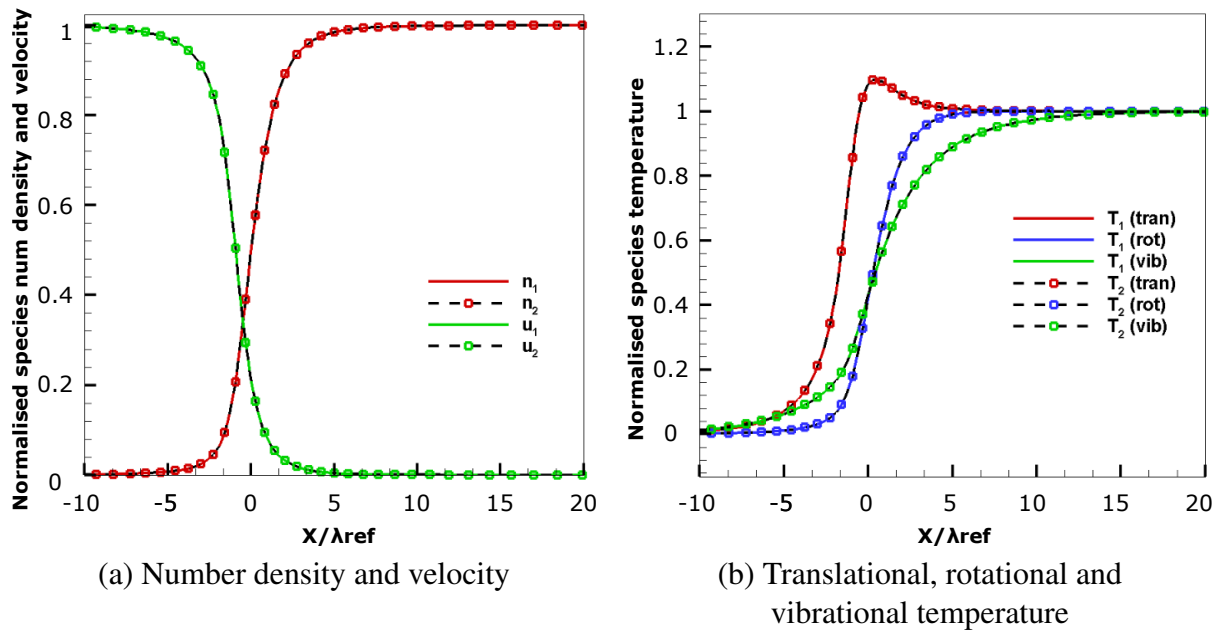 Normalised species num density and velocity
1
0.8
0.6
0.4
0.2
0
-10
-5
0
5
10
15
20
X/λref
n₁
n₂
u₁
u₂
(a) Number density and velocity
Normalised species temperature
1.2
1
0.8
0.6
0.4
0.2
0
-10
-5
0
5
10
15
20
X/λref
T₁ (tran)
T₁ (rot)
T₁ (vib)
T₂ (tran)
T₂ (rot)
T₂ (vib)
(b) Translational, rotational and
vibrational temperature